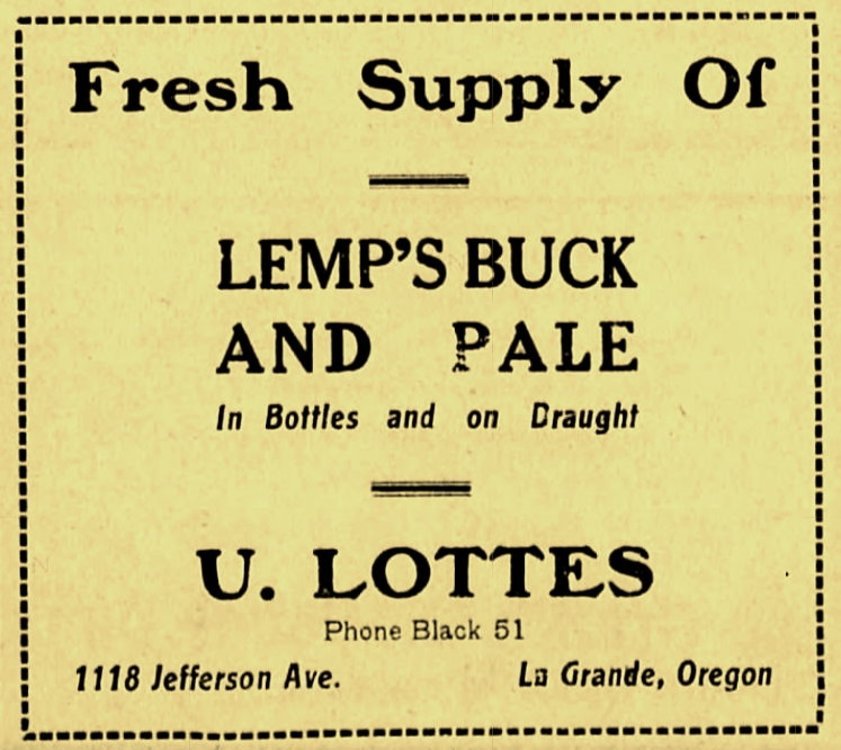 Fresh Supply Of
LEMP'S BUCK
AND PALE
In Bottles and on Draught
U. LOTTES
Phone Black 51
1118 Jefferson Ave. La Grande, Oregon